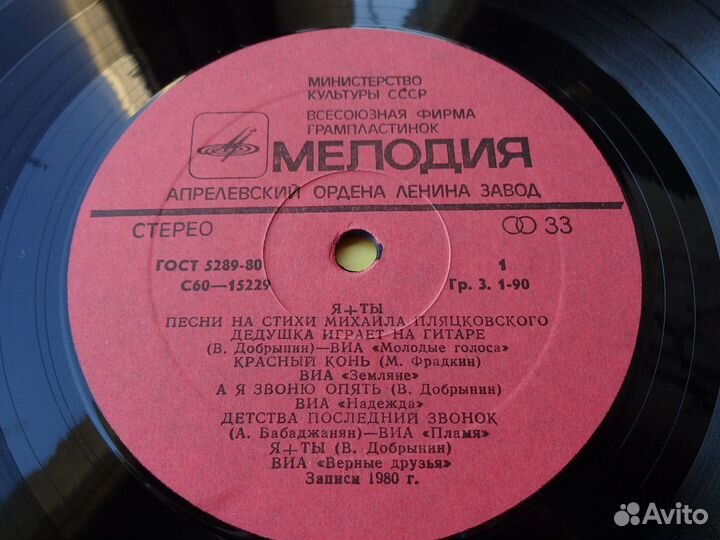 МИНИСТЕРСТВО
КУЛЬТУРЫ СССР
ВСЕСОЮЗНАЯ ФИРМА
ГРАМПЛАСТИНОК
МЕЛОДИЯ
АПРЕЛЕВСКИЙ ОРДЕНА ЛЕНИНА ЗАВОД
СТЕРЕО 33
ГОСТ 5289-80 1
С60—15229 Гр. 3. 1-90
Я+ТЫ
ПЕСНИ НА СТИХИ МИХАИЛА ПЛЯЦКОВСКОГО
ДЕДУШКА ИГРАЕТ НА ГИТАРЕ
(В. Добрынин)—ВИА «Молодые голоса»
КРАСНЫЙ КОНЬ (М. Фрадкин)
ВИА «Земляне»
А Я ЗВОНЮ ОПЯТЬ (В. Добрынин)
ВИА «Надежда»
ДЕТСТВА ПОСЛЕДНИЙ ЗВОНОК
(А. Бабаджанян)—ВИА «Пламя»
Я+ТЫ (В. Добрынин)
ВИА «Верные друзья»
Записи 1980 г.
Avito